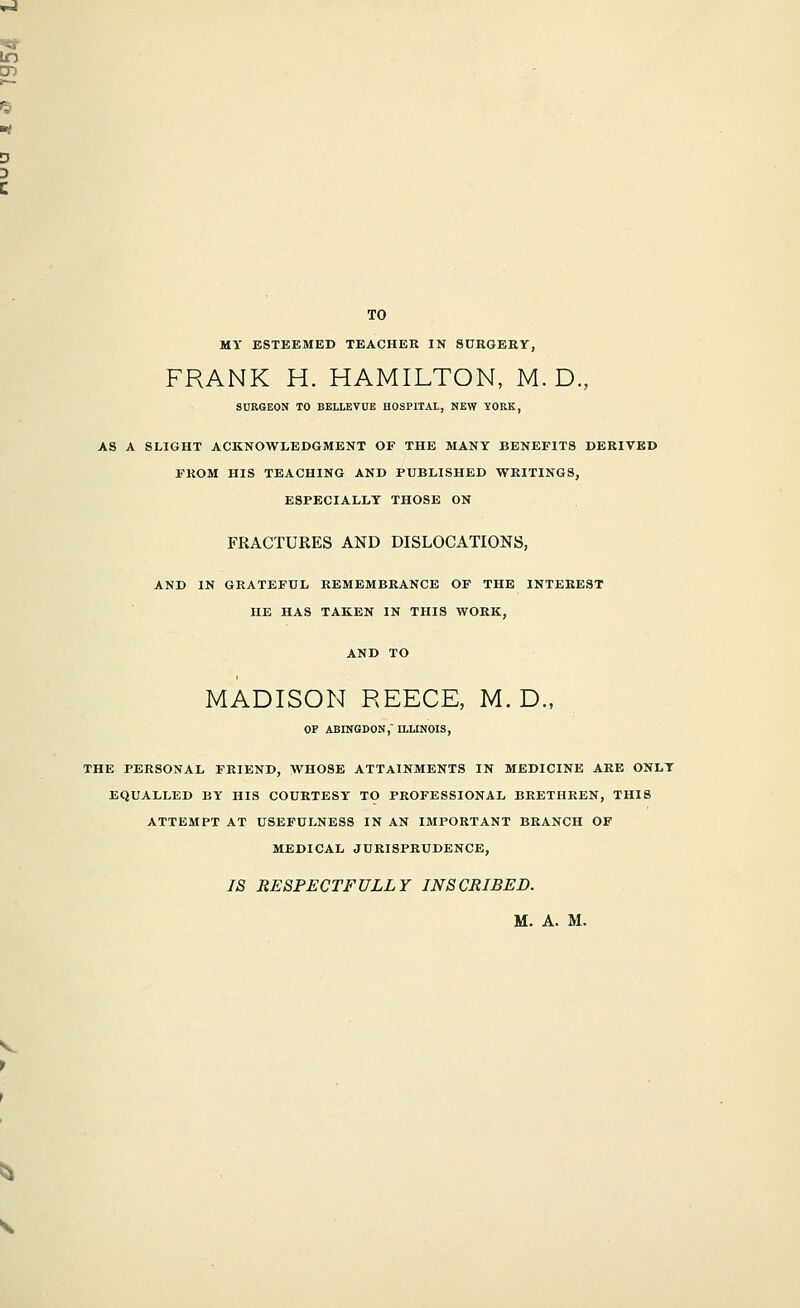 TO
MY ESTEEMED TEACHER IN SURGERY,
FRANK H. HAMILTON, M. D.,
SURGEON TO BELLEVUE HOSPITAL, NEW YORK,
AS A SLIGHT ACKNOWLEDGMENT OF THE MANY BENEFITS DERIVED
FROM HIS TEACHING AND PUBLISHED WRITINGS,
ESPECIALLY THOSE ON
FRACTURES AND DISLOCATIONS,
AND IN GRATEFUL REMEMBRANCE OF THE INTEREST
HE HAS TAKEN IN THIS WORK,
AND TO
MADISON REECE, M. D.,
OF ABINGDON, ILLINOIS,
THE PERSONAL FRIEND, WHOSE ATTAINMENTS IN MEDICINE ARE ONLY
EQUALLED BY HIS COURTESY TO PROFESSIONAL BRETHREN, THIS
ATTEMPT AT USEFULNESS IN AN IMPORTANT BRANCH OF
MEDICAL JURISPRUDENCE,
IS RESPECTFULLY INSCRIBED.
M. A. M.